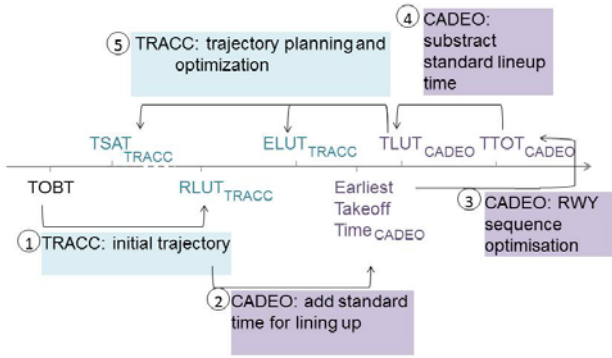 ④ CADEO:
substract
standard lineup
time
⑤ TRACC: trajectory planning and
optimization
TSAT TRACC
ELUT TRACC
TLUT CADEO
TTOT CADEO
TOBT
RLUT TRACC
Earliest
Takeoff
Time CADEO
③ CADEO: RWY
sequence
optimisation
① TRACC: initial trajectory
② CADEO: add standard
time for lining up